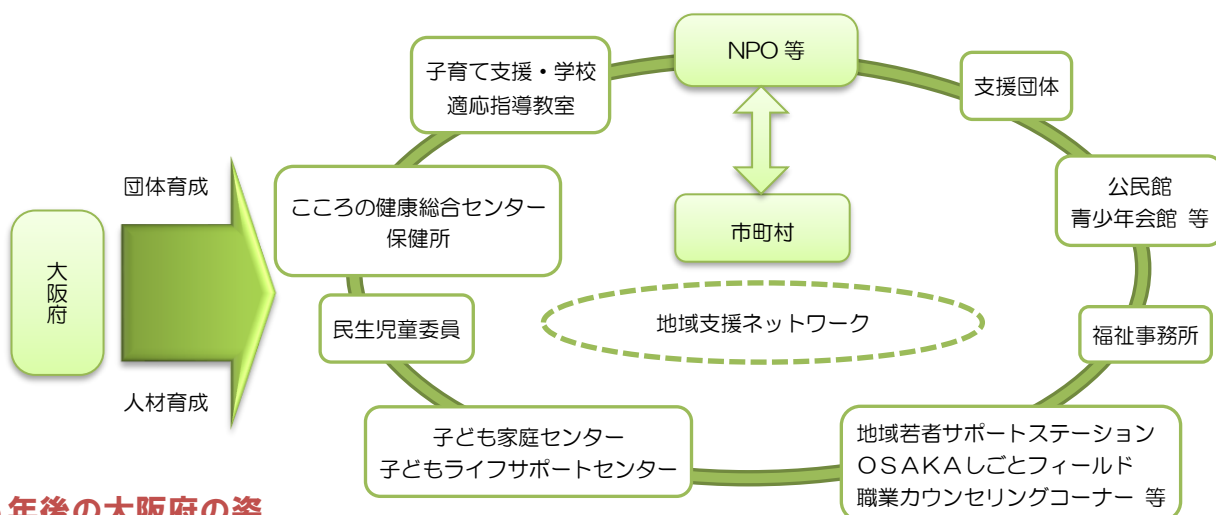 NPO 等
子育て支援・学校
適応指導教室
支援団体
団体育成
こころの健康総合センター
保健所
公民館
青少年会館 等
市町村
大阪府
民生児童委員
地域支援ネットワーク
福祉事務所
人材育成
子ども家庭センター
子どもライフサポートセンター
地域若者サポートステーション
OSAKAしごとフィールド
職業カウンセリングコーナー 等
年後の大阪府の姿